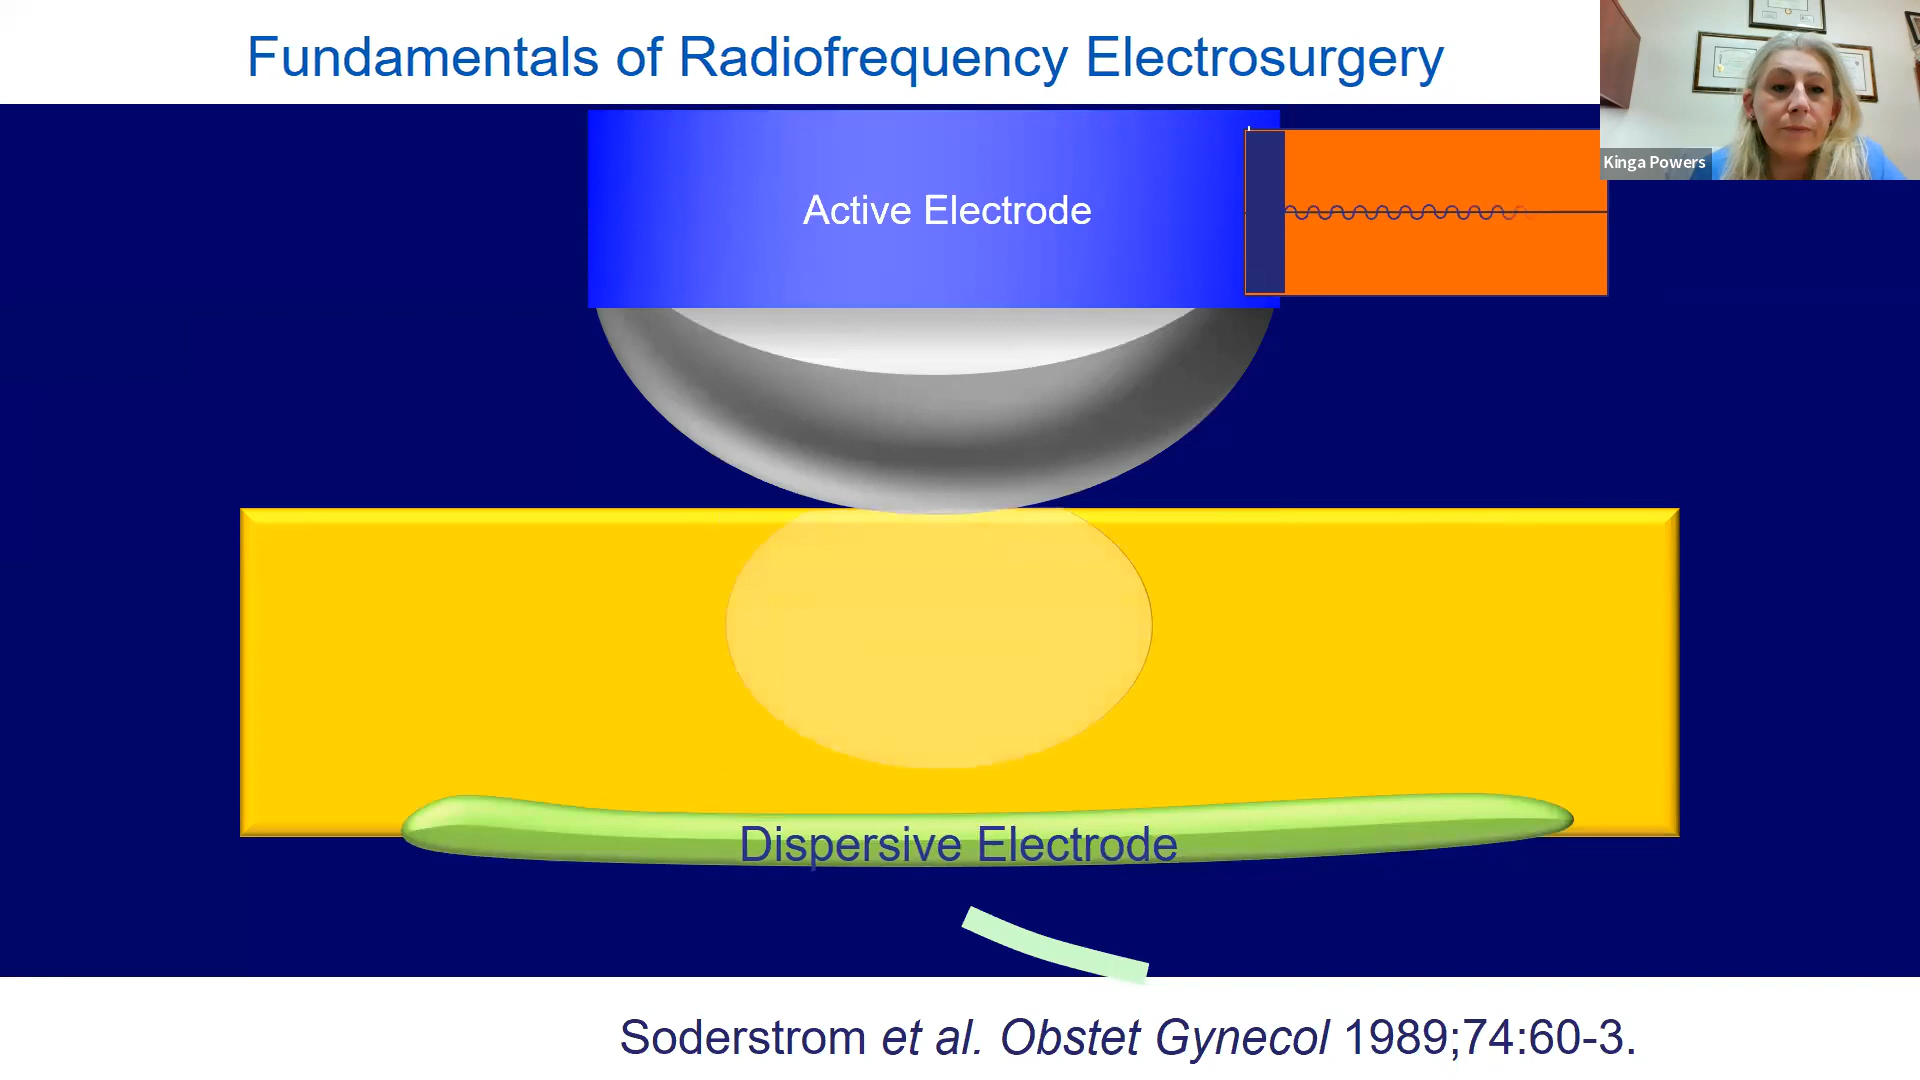 Fundamentals of Radiofrequency Electrosurgery
Kinga Powers
Active Electrode
Dispersive Electrode
Soderstrom et al. Obstet Gynecol 1989;74:60-3.